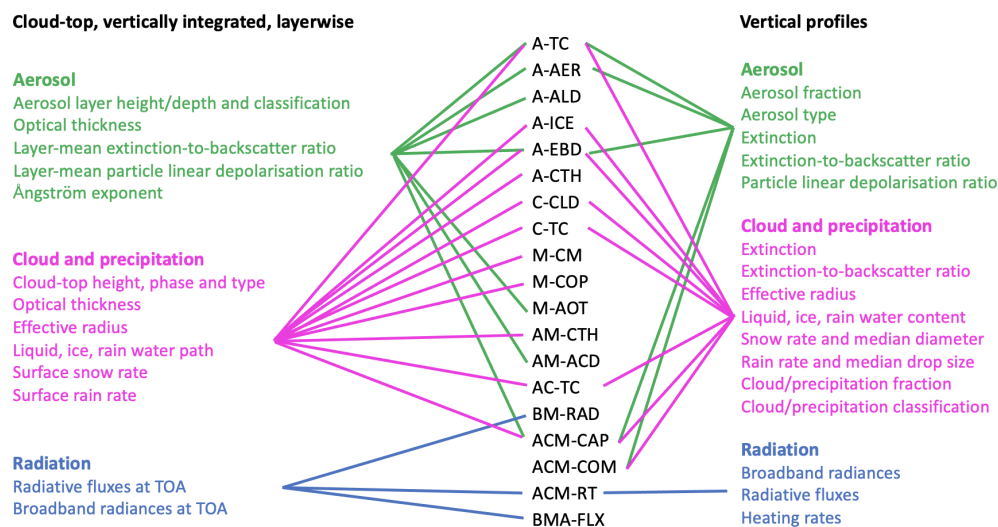 Cloud-top, vertically integrated, layerwise
Aerosol
Aerosol layer height/depth and classification
Optical thickness
Layer-mean extinction-to-backscatter ratio
Layer-mean particle linear depolarisation ratio
Ångström exponent
Cloud and precipitation
Cloud-top height, phase and type
Optical thickness
Effective radius
Liquid, ice, rain water path
Surface snow rate
Surface rain rate
Radiation
Radiative fluxes at TOA
Broadband radiances at TOA
A-TC
A-AER
A-ALD
A-ICE
A-EBD
A-CTH
C-CLD
C-TC
M-CM
M-COP
M-AOT
AM-CTH
AM-ACD
AC-TC
BM-RAD
ACM-CAP
ACM-COM
ACM-RT
BMA-FLX
Vertical profiles
Aerosol
Aerosol fraction
Aerosol type
Extinction
Extinction-to-backscatter ratio
Particle linear depolarisation ratio
Cloud and precipitation
Extinction
Extinction-to-backscatter ratio
Effective radius
Liquid, ice, rain water content
Snow rate and median diameter
Rain rate and median drop size
Cloud/precipitation fraction
Cloud/precipitation classification
Radiation
Broadband radiances
Radiative fluxes
Heating rates